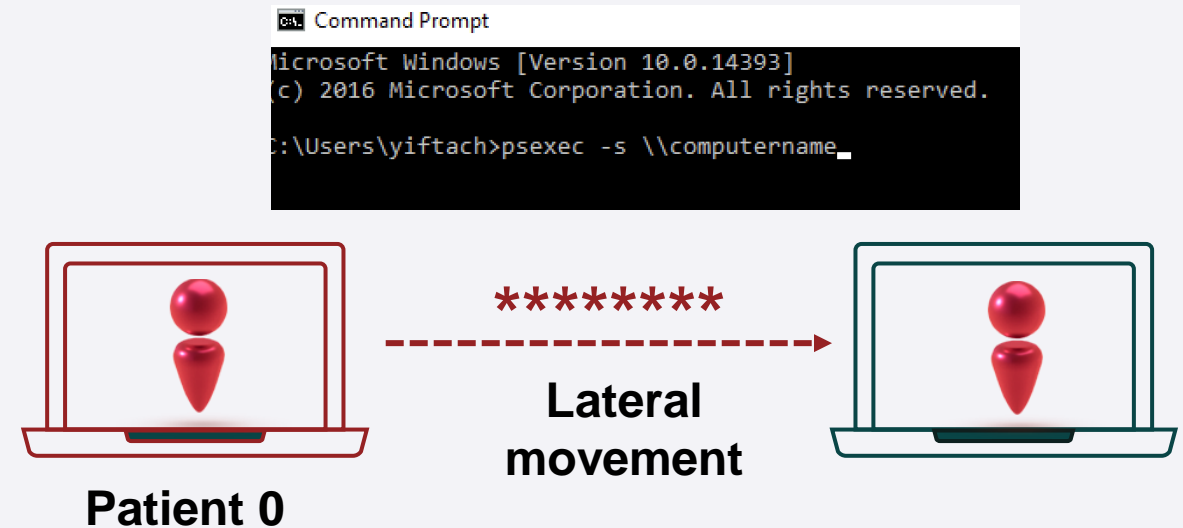 Command Prompt
Microsoft Windows [Version 10.0.14393]
(c) 2016 Microsoft Corporation. All rights reserved.
C:\Users\yiftach>psexec -s \\computername_
********
Lateral
movement
Patient 0